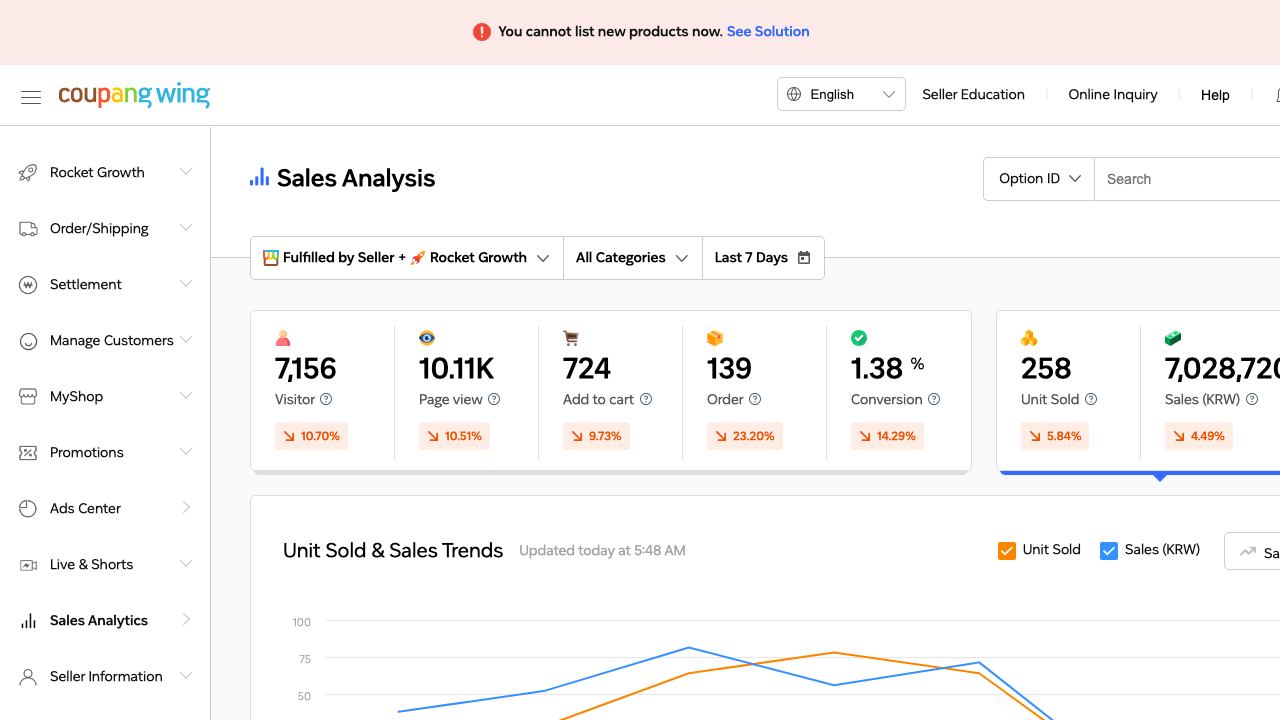 You cannot list new products now. See Solution
coupang wing
English
Seller Education
Online Inquiry
Help
Rocket Growth
Order/Shipping
Settlement
Manage Customers
MyShop
Promotions
Ads Center
Live & Shorts
Sales Analytics
Seller Information
Sales Analysis
Option ID
Search
Fulfilled by Seller + Rocket Growth
All Categories
Last 7 Days
7,156
Visitor
10.70%
10.11K
Page view
10.51%
724
Add to cart
9.73%
139
Order
23.20%
1.38 %
Conversion
14.29%
258
Unit Sold
5.84%
7,028,720
Sales (KRW)
4.49%
Unit Sold & Sales Trends
Updated today at 5:48 AM
Unit Sold
Sales (KRW)
Sa
100
75
50